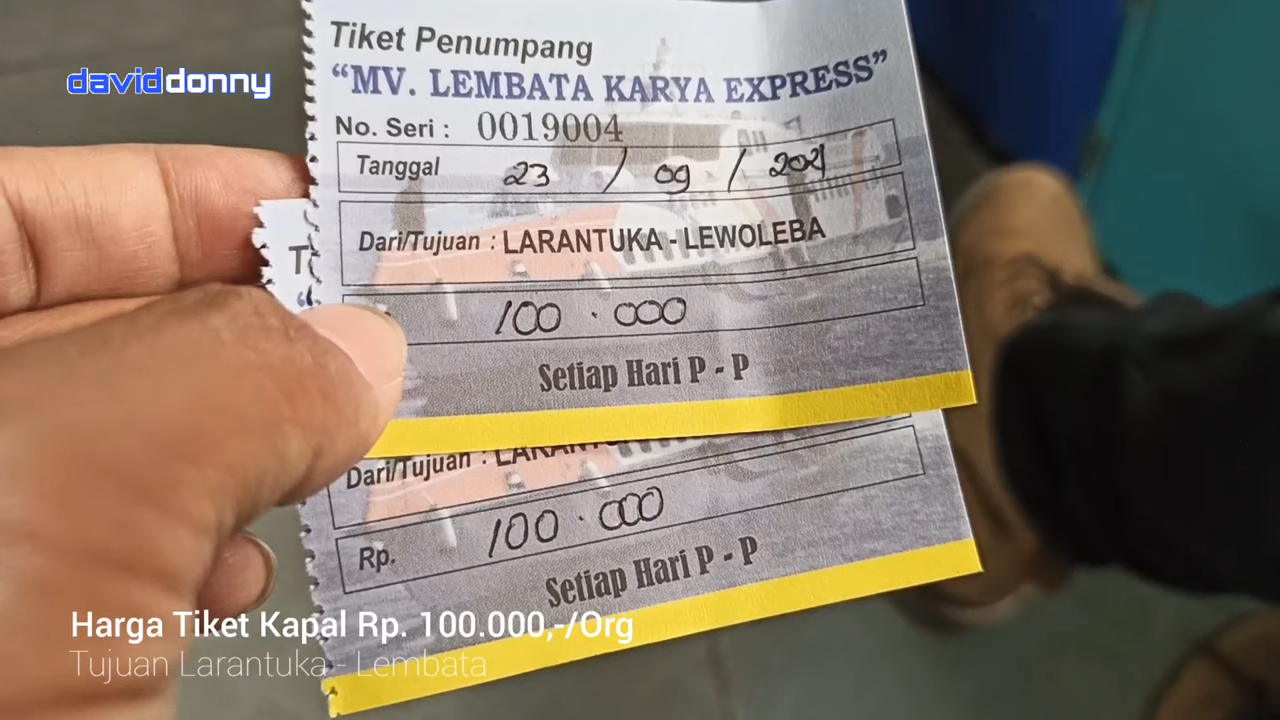 daviddonny
Tiket Penumpang
“MV. LEMBATA KARYA EXPRESS”
No. Seri : 0019004
Tanggal 23 / 09 / 2021
Dari/Tujuan : LARANTUKA - LEWOLEBA
100.000
Setiap Hari P - P
Dari/Tujuan :
Rp. 100.000
Setiap Hari P - P
Harga Tiket Kapal Rp. 100.000,-/Org
Tujuan Larantuka - Lembata